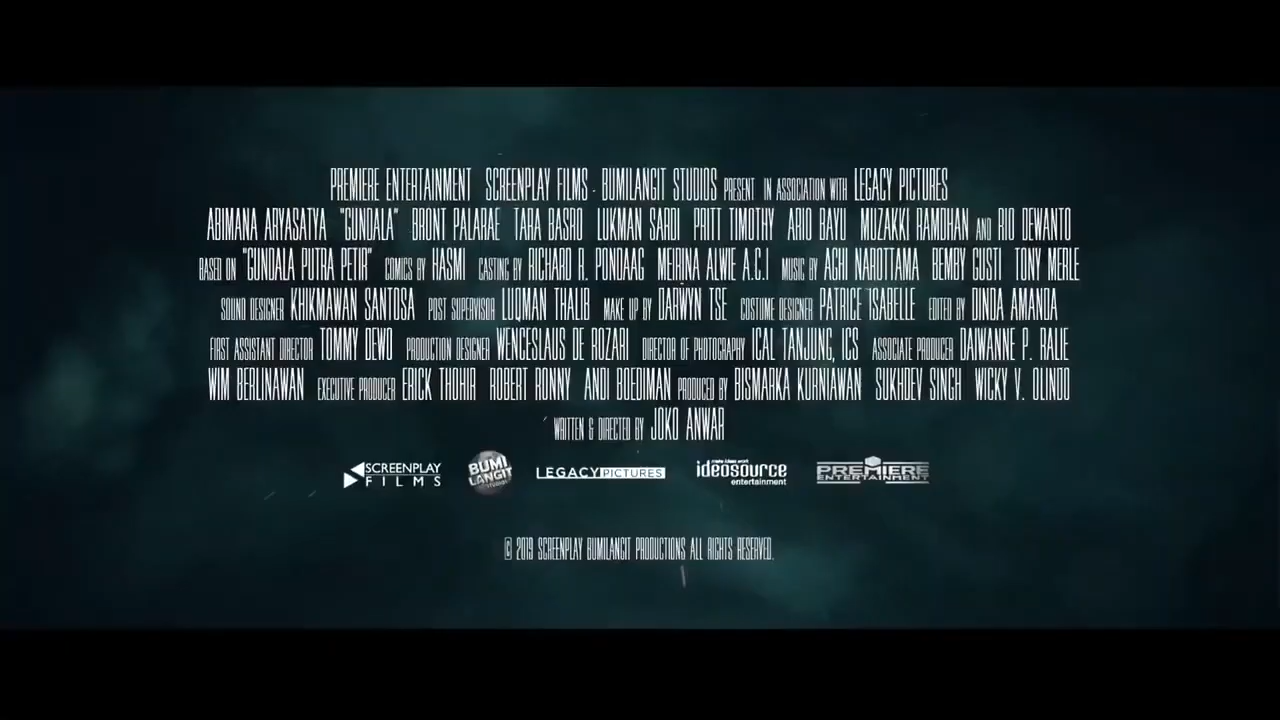 PREMIERE ENTERTAINMENT SCREENPLAY FILMS - BUMILANGIT STUDIOS PRESENT IN ASSOCIATION WITH LEGACY PICTURES
ABIMANA ARYASATYA "GUNDALA" BRONT PALARAE TARA BASRO LUKMAN SARDI PRITT TIMOTHY ARIO BAYU MUZAKKI RAMDHAN AND RIO DEWANTO
BASED ON "GUNDALA PUTRA PETIR" COMICS BY HASMI CASTING BY RICHARD R. PONDAAG MEIRINA ALWIE A.C.I MUSIC BY AGHI NAROTTAMA BEMBY GUSTI TONY MERLE
SOUND DESIGNER KHIKMAWAN SANTOSA POST SUPERVISOR LUQMAN THALIB MAKE UP BY DARWYN TSE COSTUME DESIGNER PATRICE ISABELLE EDITED BY DINDA AMANDA
FIRST ASSISTANT DIRECTOR TOMMY DEWO PRODUCTION DESIGNER WENCESLAUS DE ROZARI DIRECTOR OF PHOTOGRAPHY ICAL TANJUNG, ICS ASSOCIATE PRODUCER DAIWANNE P. RALIE
WIM BERLINAWAN EXECUTIVE PRODUCER ERICK THOHIR ROBERT RONNY ANDI BOEDIMAN PRODUCED BY BISMARKA KURNIAWAN SUKHDEV SINGH WICKY V. OLINDO
WRITTEN & DIRECTED BY JOKO ANWAR
SCREENPLAY FILMS
BUMI LANGIT STUDIOS
LEGACY PICTURES
make ideas work
ideosource
entertainment
PREMIERE ENTERTAINMENT
© 2019 SCREENPLAY BUMILANGIT PRODUCTIONS ALL RIGHTS RESERVED.